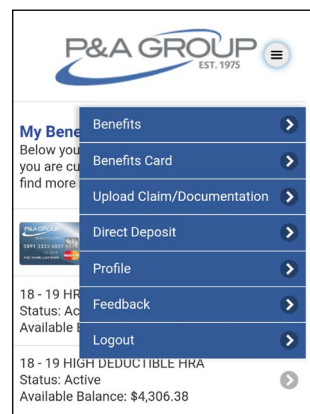 P&A GROUP
EST. 1975
My Bene
Below you
you are cu
find more
Benefits
Benefits Card
Upload Claim/Documentation
Direct Deposit
Profile
Feedback
Logout
P&A GROUP
18 - 19 HR
Status: Ac
Available B
18 - 19 HIGH DEDUCTIBLE HRA
Status: Active
Available Balance: $4,306.38